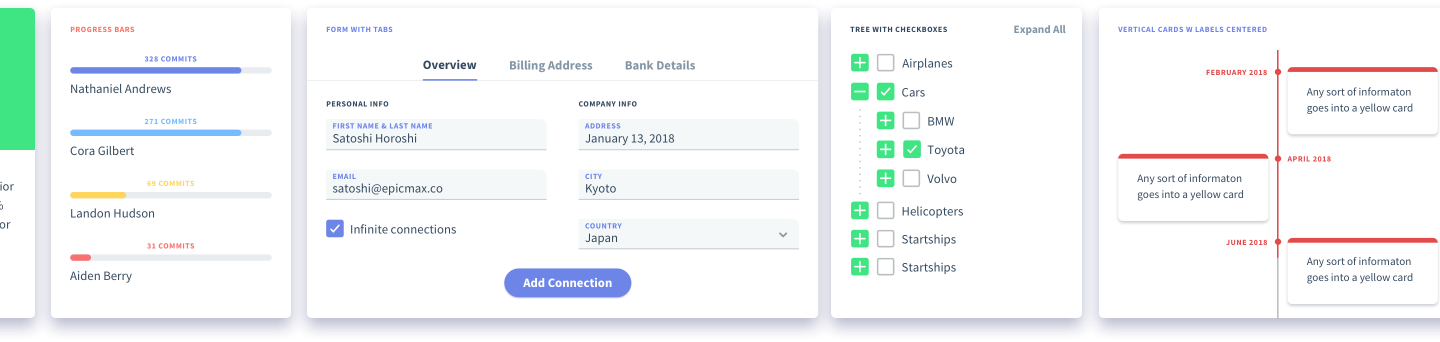 ior
%
or
PROGRESS BARS
328 COMMITS
Nathaniel Andrews
271 COMMITS
Cora Gilbert
69 COMMITS
Landon Hudson
31 COMMITS
Aiden Berry
FORM WITH TABS
Overview Billing Address Bank Details
PERSONAL INFO
FIRST NAME & LAST NAME
Satoshi Horoshi
EMAIL
satoshi@epicmax.co
Infinite connections
COMPANY INFO
ADDRESS
January 13, 2018
CITY
Kyoto
COUNTRY
Japan
Add Connection
TREE WITH CHECKBOXES Expand All
Airplanes
Cars
BMW
Toyota
Volvo
Helicopters
Startships
Startships
VERTICAL CARDS W LABELS CENTERED
FEBRUARY 2018
Any sort of informaton
goes into a yellow card
APRIL 2018
Any sort of informaton
goes into a yellow card
JUNE 2018
Any sort of informaton
goes into a yellow card